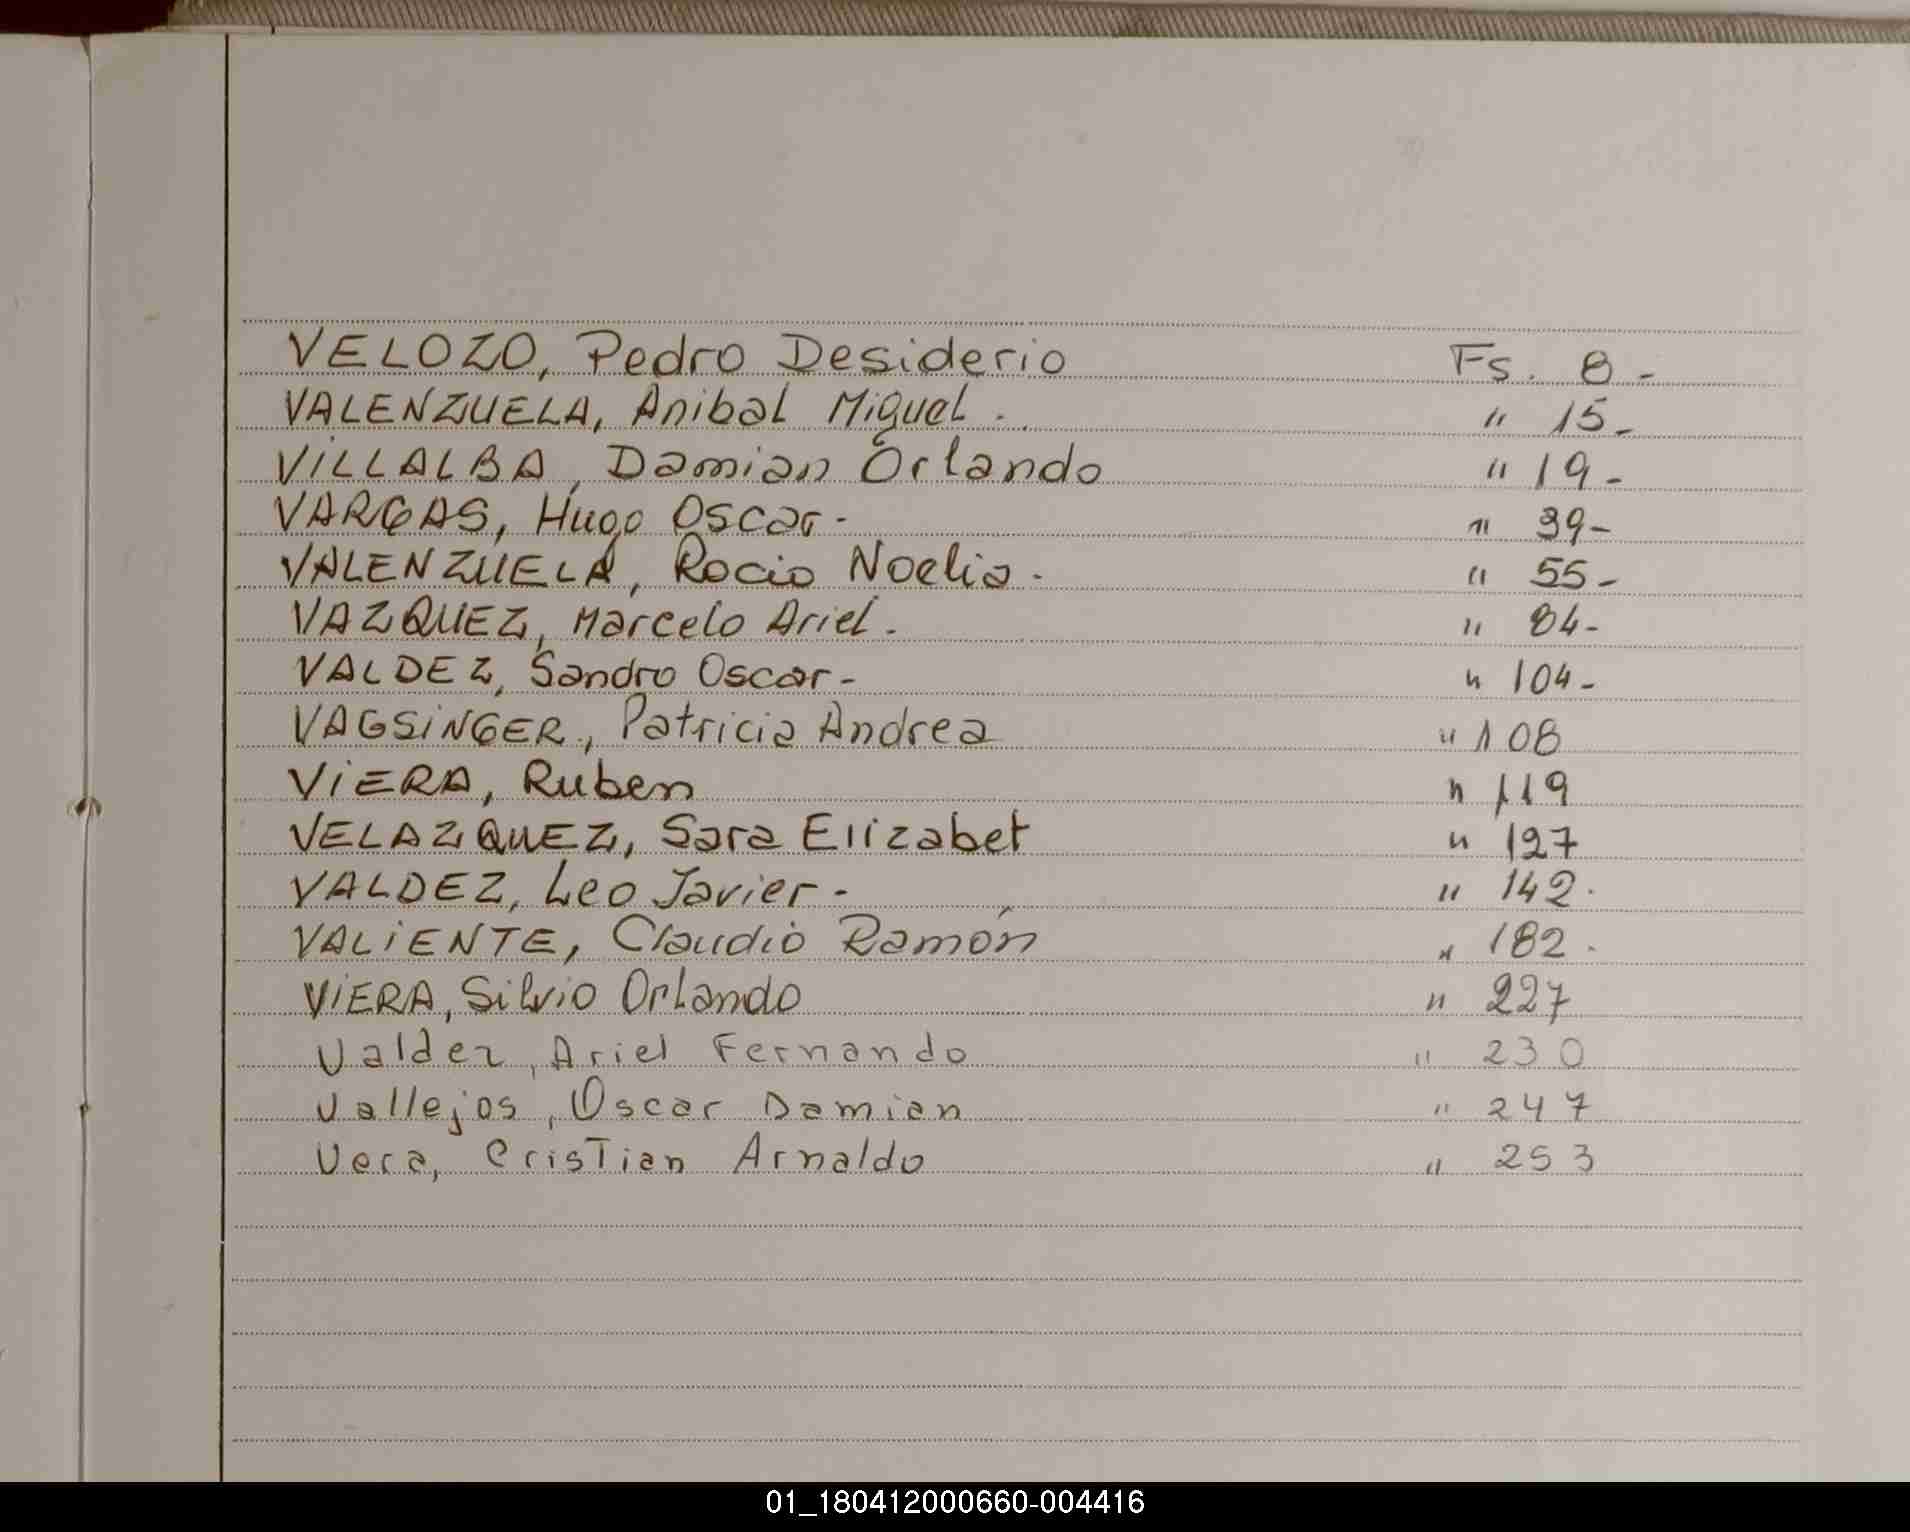 VELOZO, Pedro Desiderio Fs. 8 -
VALENZUELA, Anibal Miguel . " 15 -
VILLALBA, Damian Orlando " 19 -
VARGAS, Hugo Oscar - " 39 -
VALENZUELA, Rocio Noelia - " 55 -
VAZQUEZ, Marcelo Ariel - " 84 -
VALDEZ, Sandro Oscar - " 104 -
VAGSiNGER, Patricia Andrea " 108
ViERA, Ruben " 119
VELAZQUEZ, Sara Elizabet " 127
VALDEZ, Leo Javier - " 142 .
VALiENTE, Claudio Ramón " 182 .
ViERA, Silvio Orlando " 227
Valdez, Ariel Fernando " 230
Vallejos, Oscar Damian " 247
Vera, Cristian Arnaldo " 253
01_180412000660-004416